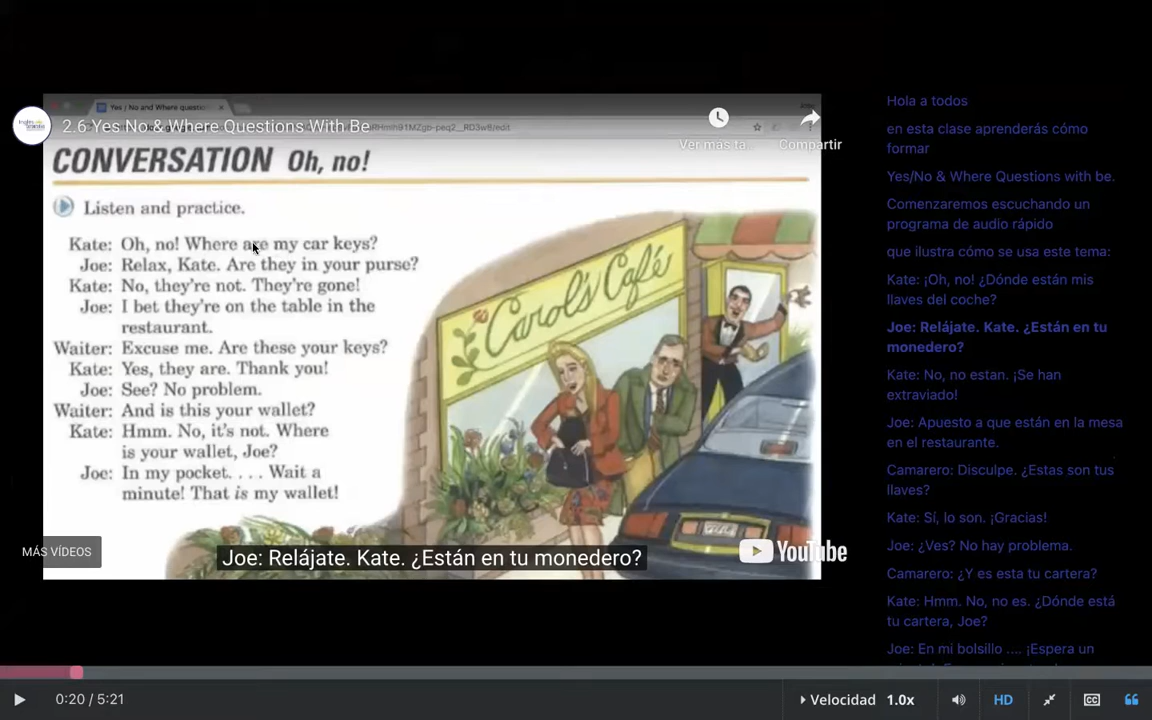 Yes / No and Where questio
2.6 Yes No & Where Questions With Be
Ver más ta...
Compartir
CONVERSATION Oh, no!
Listen and practice.
Kate: Oh, no! Where are my car keys?
Joe: Relax, Kate. Are they in your purse?
Kate: No, they're not. They're gone!
Joe: I bet they're on the table in the
restaurant.
Waiter: Excuse me. Are these your keys?
Kate: Yes, they are. Thank you!
Joe: See? No problem.
Waiter: And is this your wallet?
Kate: Hmm. No, it's not. Where
is your wallet, Joe?
Joe: In my pocket. . . . Wait a
minute! That is my wallet!
Carol's Café
MÁS VÍDEOS
Joe: Relájate. Kate. ¿Están en tu monedero?
YouTube
Hola a todos
en esta clase aprenderás cómo
formar
Yes/No & Where Questions with be.
Comenzaremos escuchando un
programa de audio rápido
que ilustra cómo se usa este tema:
Kate: ¡Oh, no! ¿Dónde están mis
llaves del coche?
Joe: Relájate. Kate. ¿Están en tu
monedero?
Kate: No, no estan. ¡Se han
extraviado!
Joe: Apuesto a que están en la mesa
en el restaurante.
Camarero: Disculpe. ¿Estas son tus
llaves?
Kate: Sí, lo son. ¡Gracias!
Joe: ¿Ves? No hay problema.
Camarero: ¿Y es esta tu cartera?
Kate: Hmm. No, no es. ¿Dónde está
tu cartera, Joe?
Joe: En mi bolsillo .... ¡Espera un
0:20 / 5:21
Velocidad 1.0x
HD
CC